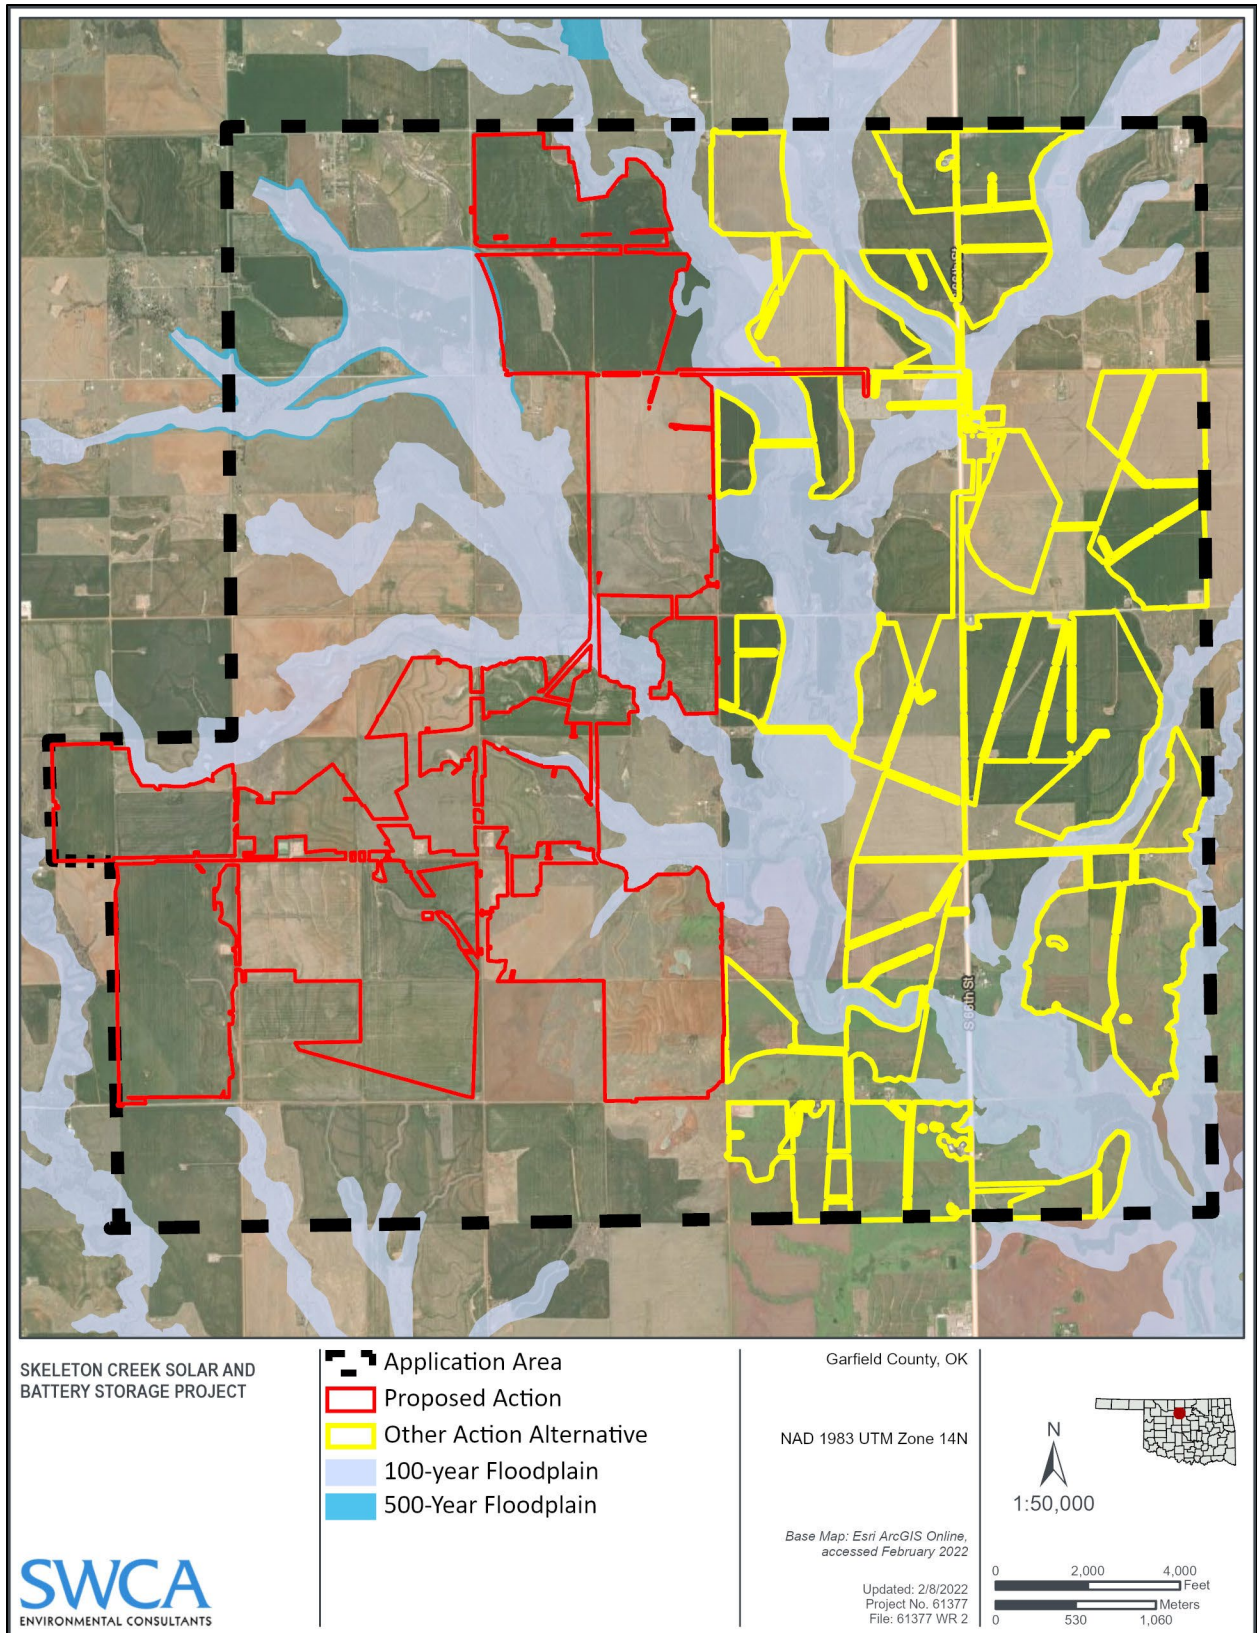 S 66th St
SKELETON CREEK SOLAR AND
BATTERY STORAGE PROJECT
SWCA
ENVIRONMENTAL CONSULTANTS
Application Area
Proposed Action
Other Action Alternative
100-year Floodplain
500-Year Floodplain
Garfield County, OK
NAD 1983 UTM Zone 14N
Base Map: Esri ArcGIS Online,
accessed February 2022
Updated: 2/8/2022
Project No. 61377
File: 61377 WR 2
N
1:50,000
0 2,000 4,000
Feet
Meters
0 530 1,060